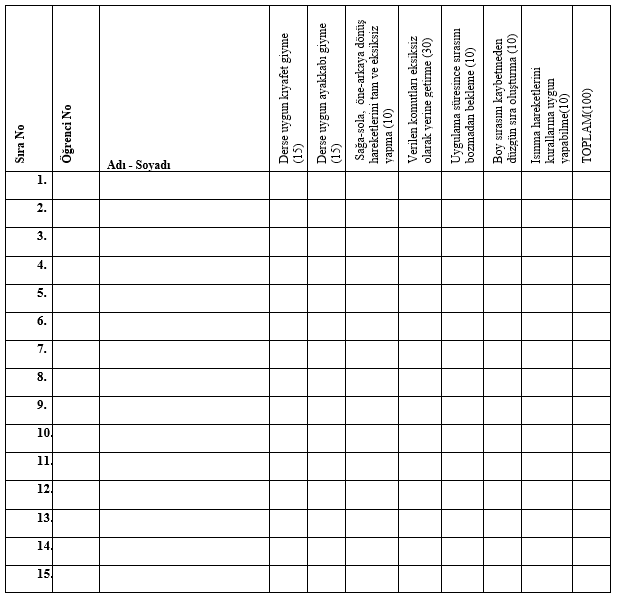 Sıra No
Öğrenci No
Adı - Soyadı
Derse uygun kıyafet giyme
(15)
Derse uygun ayakkabı giyme
(15)
Sağa-sola, öne-arkaya dönüş
hareketlerini tam ve eksiksiz
yapma (10)
Verilen komutları eksiksiz
olarak yerine getirme (30)
Uygulama süresince sırasını
bozmadan bekleme (10)
Boy sırasını kaybetmeden
düzgün sıra oluşturma (10)
Isınma hareketlerini
kurallarına uygun
yapabilme(10)
TOPLAM(100)
1.
2.
3.
4.
5.
6.
7.
8.
9.
10.
11.
12.
13.
14.
15.